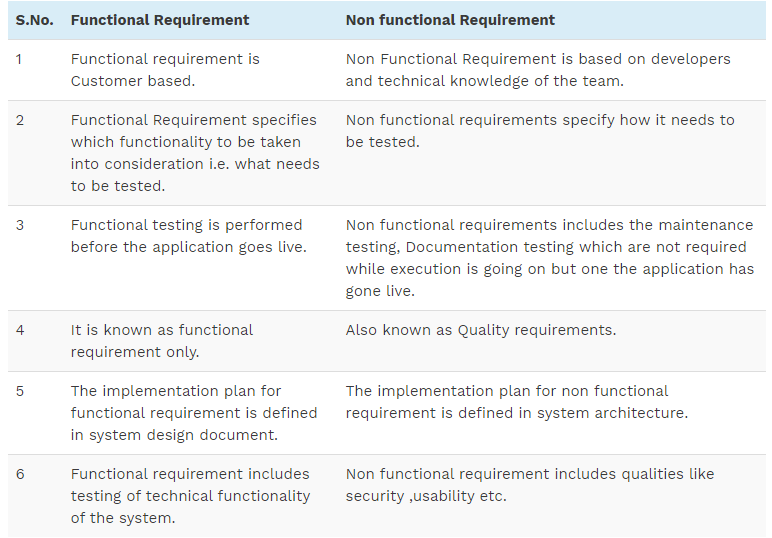 S.No. Functional Requirement Non functional Requirement
1 Functional requirement is Non Functional Requirement is based on developers
Customer based. and technical knowledge of the team.
2 Functional Requirement specifies Non functional requirements specify how it needs to
which functionality to be taken be tested.
into consideration i.e. what needs
to be tested.
3 Functional testing is performed Non functional requirements includes the maintenance
before the application goes live. testing, Documentation testing which are not required
while execution is going on but one the application has
gone live.
4 It is known as functional Also known as Quality requirements.
requirement only.
5 The implementation plan for The implementation plan for non functional
functional requirement is defined requirement is defined in system architecture.
in system design document.
6 Functional requirement includes Non functional requirement includes qualities like
testing of technical functionality security ,usability etc.
of the system.